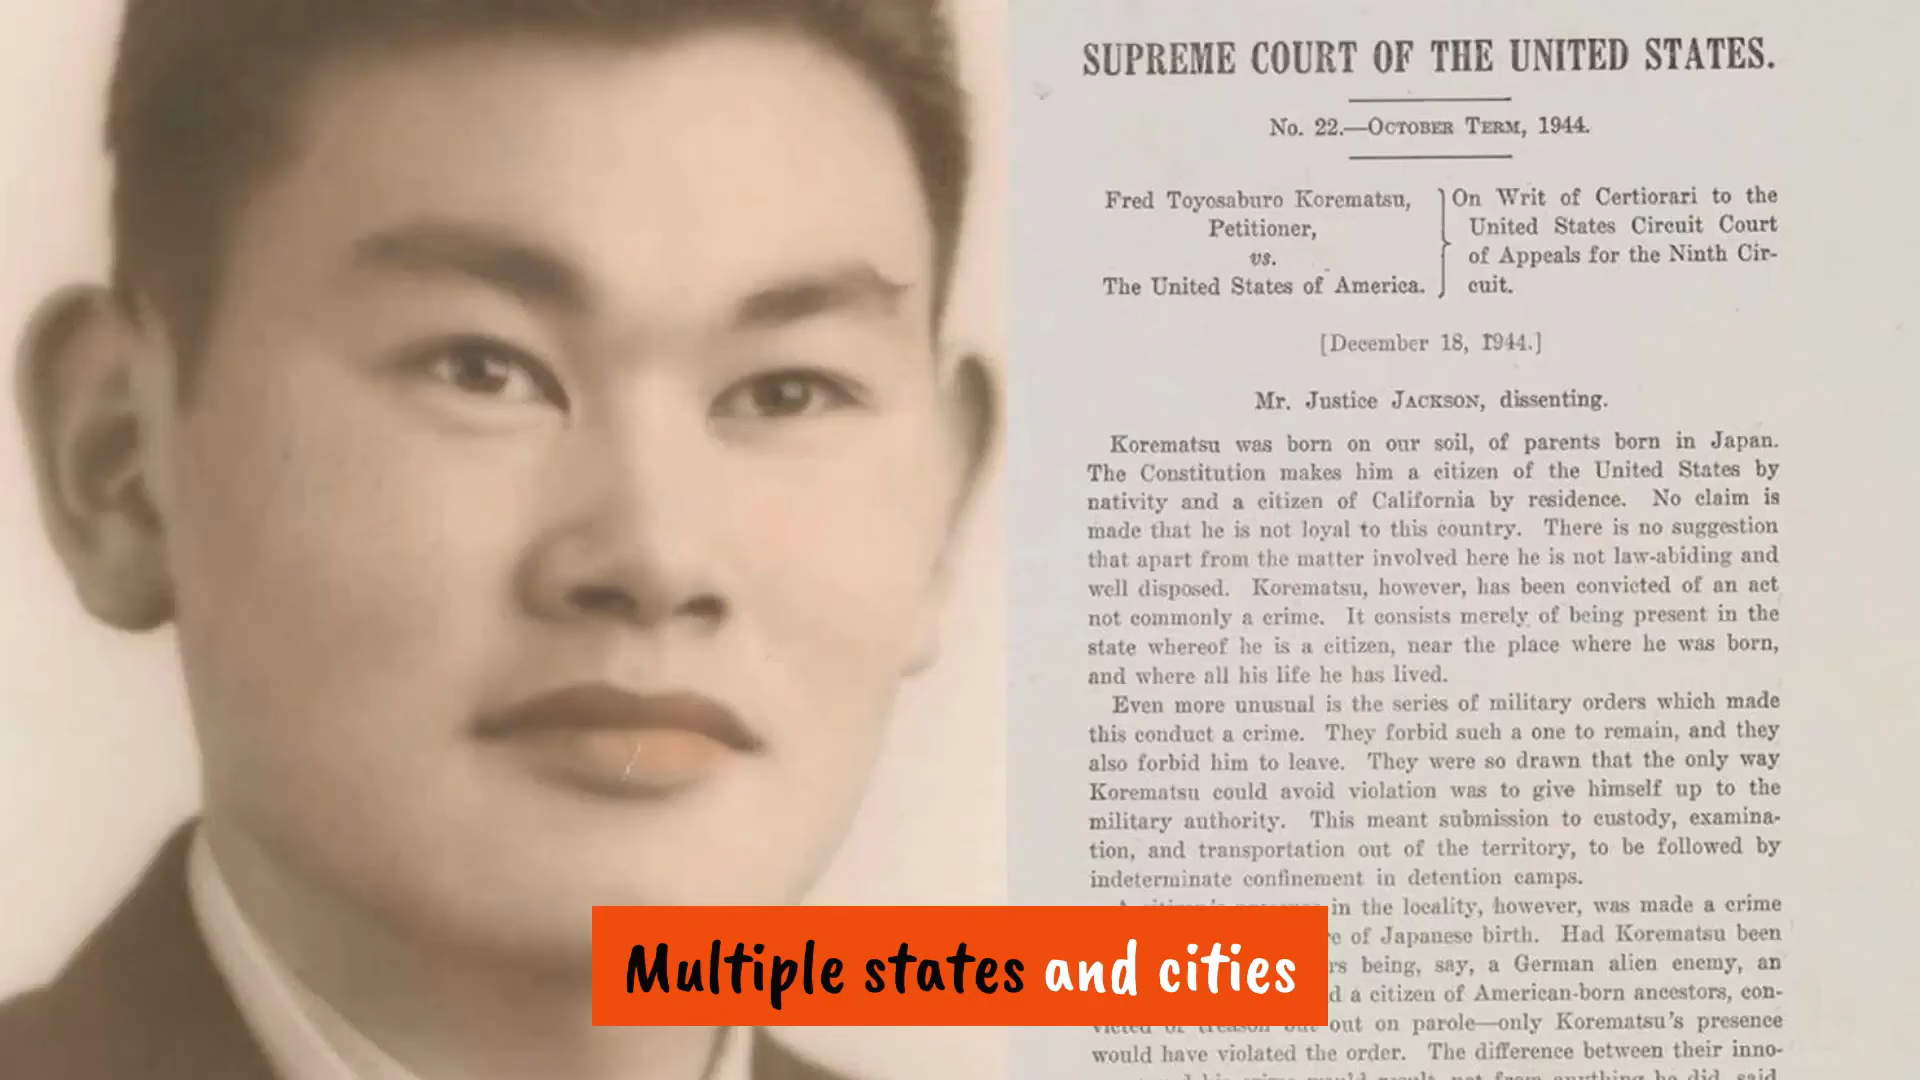 SUPREME COURT OF THE UNITED STATES.
No. 22.—OCTOBER TERM, 1944.
Fred Toyosaburo Korematsu,
Petitioner,
vs.
The United States of America.
On Writ of Certiorari to the
United States Circuit Court
of Appeals for the Ninth Cir-
cuit.
[December 18, 1944.]
Mr. Justice JACKSON, dissenting.
Korematsu was born on our soil, of parents born in Japan.
The Constitution makes him a citizen of the United States by
nativity and a citizen of California by residence. No claim is
made that he is not loyal to this country. There is no suggestion
that apart from the matter involved here he is not law-abiding and
well disposed. Korematsu, however, has been convicted of an act
not commonly a crime. It consists merely of being present in the
state whereof he is a citizen, near the place where he was born,
and where all his life he has lived.
Even more unusual is the series of military orders which made
this conduct a crime. They forbid such a one to remain, and they
also forbid him to leave. They were so drawn that the only way
Korematsu could avoid violation was to give himself up to the
military authority. This meant submission to custody, examina-
tion, and transportation out of the territory, to be followed by
indeterminate confinement in detention camps.
in the locality, however, was made a crime
of Japanese birth. Had Korematsu been
being, say, a German alien enemy, an
a citizen of American-born ancestors, con-
out on parole—only Korematsu's presence
would have violated the order. The difference between their inno-
Multiple states and cities